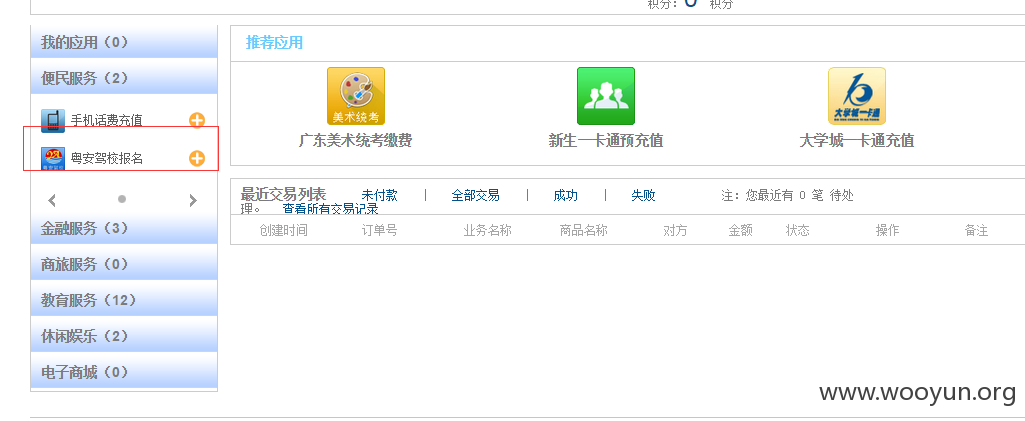 积分：0 积分
我的应用（0）
便民服务（2）
手机话费充值
粤安驾校报名
金融服务（3）
商旅服务（0）
教育服务（12）
休闲娱乐（2）
电子商城（0）
推荐应用
美术统考
广东美术统考缴费
新生一卡通预充值
大学城一卡通
大学城一卡通充值
最近交易列表 未付款 | 全部交易 | 成功 | 失败 注：您最近有 0 笔 待处
理。 查看所有交易记录
创建时间 订单号 业务名称 商品名称 对方 金额 状态 操作 备注
www.wooyun.org